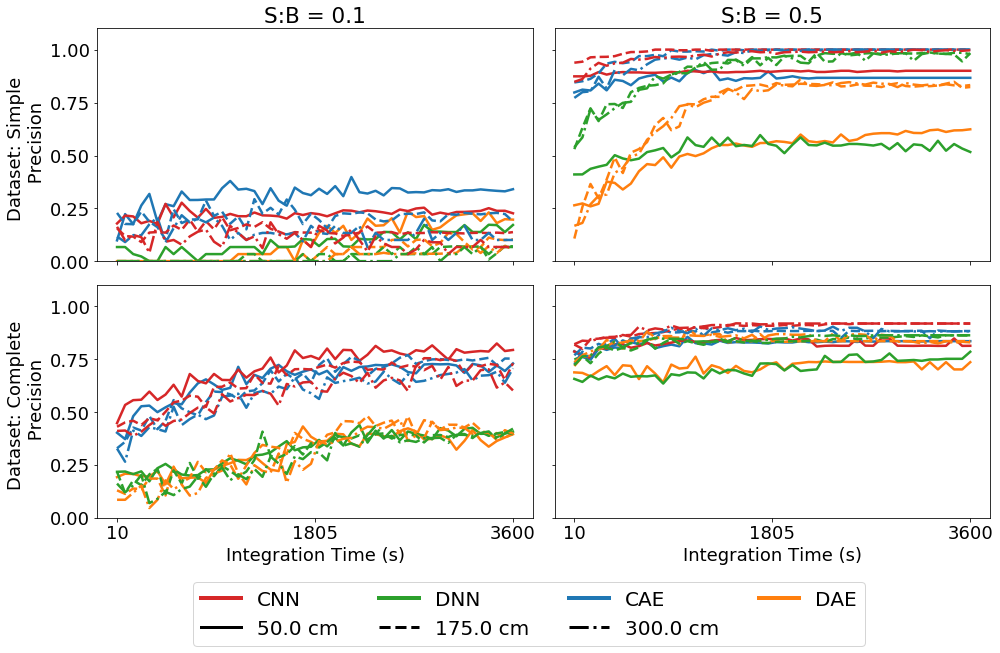 S:B = 0.1
S:B = 0.5
Dataset: Simple
Precision
1.00
0.75
0.50
0.25
0.00
Dataset: Complete
Precision
1.00
0.75
0.50
0.25
0.00
10
1805
3600
Integration Time (s)
10
1805
3600
Integration Time (s)
CNN
DNN
CAE
DAE
50.0 cm
175.0 cm
300.0 cm